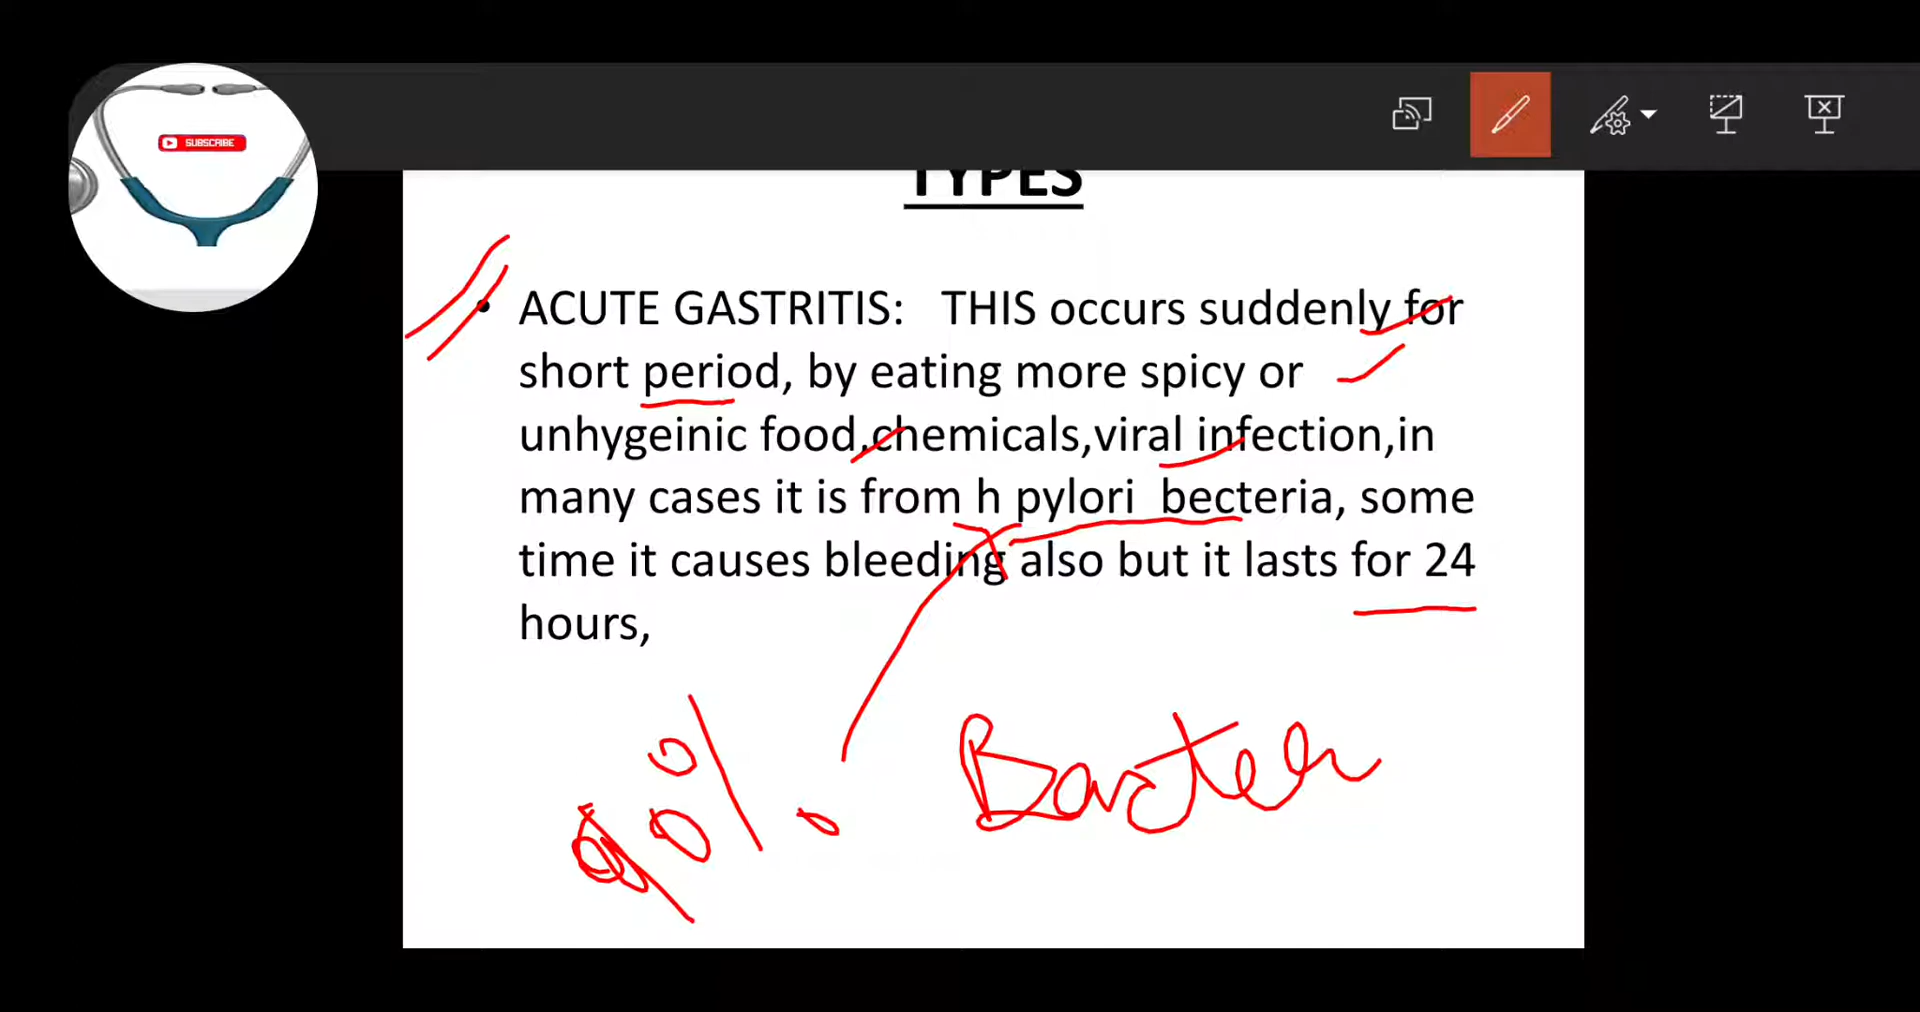 SUBSCRIBE
TYPES
• ACUTE GASTRITIS: THIS occurs suddenly for
short period, by eating more spicy or
unhygeinic food,chemicals,viral infection,in
many cases it is from h pylori becteria, some
time it causes bleeding also but it lasts for 24
hours,
90%.